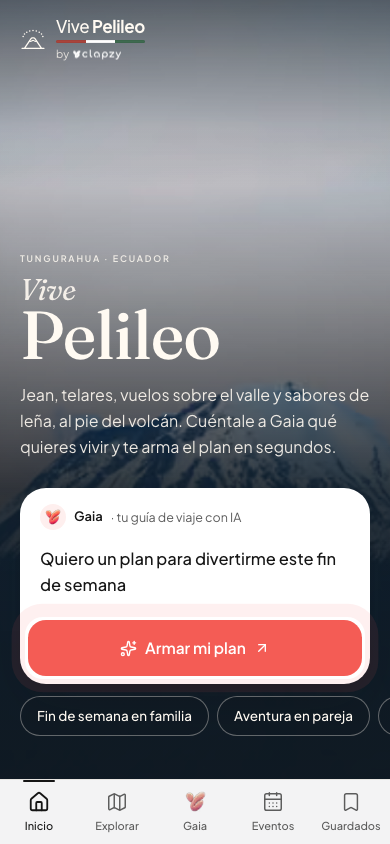 Vive Pelileo
by clapzy
TUNGURAHUA · ECUADOR
Vive
Pelileo
Jean, telares, vuelos sobre el valle y sabores de
leña, al pie del volcán. Cuéntale a Gaia qué
quieres vivir y te arma el plan en segundos.
Gaia · tu guía de viaje con IA
Quiero un plan para divertirme este fin
de semana
Armar mi plan
Fin de semana en familia Aventura en pareja
Inicio Explorar Gaia Eventos Guardados